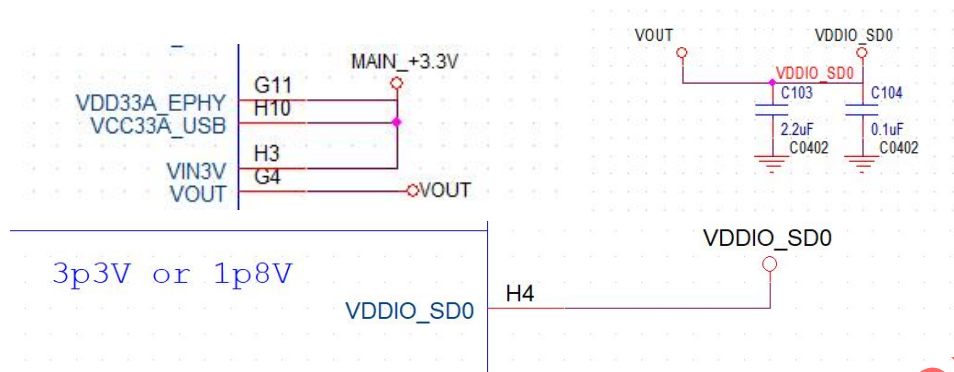 MAIN_+3.3V
VDD33A_EPHY G11
VCC33A_USB H10
VIN3V H3
VOUT G4 VOUT
VOUT VDDIO_SD0
VDDIO_SD0
C103 C104
2.2uF 0.1uF
C0402 C0402
3p3V or 1p8V
VDDIO_SD0
VDDIO_SD0 H4